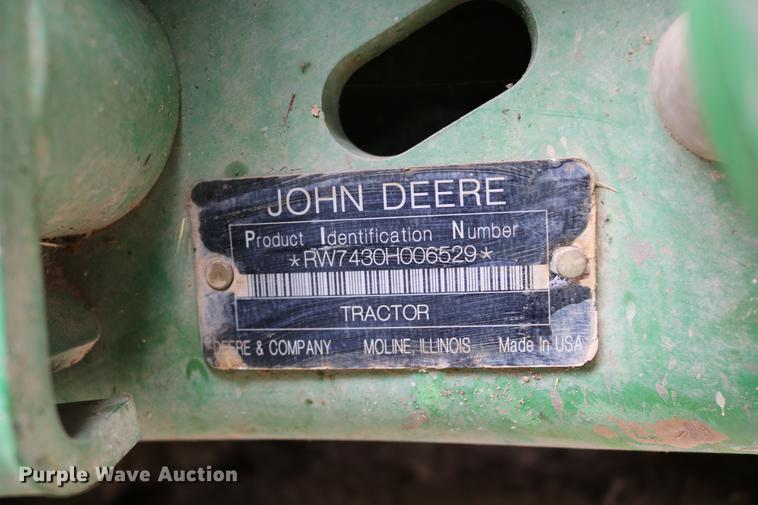 JOHN DEERE
Product Identification Number
*RW7430H006529*
TRACTOR
DEERE & COMPANY MOLINE, ILLINOIS Made In USA
Purple Wave Auction